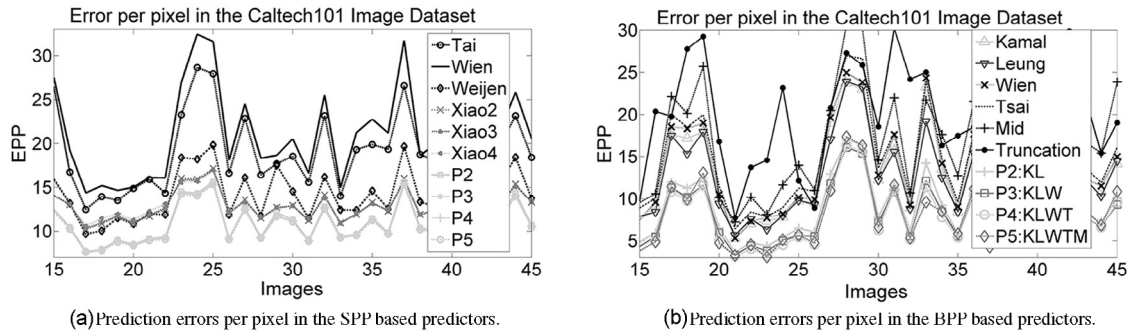 Error per pixel in the Caltech101 Image Dataset
EPP
30
25
20
15
10
15
20
25
30
35
40
45
Images
Tai
Wien
Weijen
Xiao2
Xiao3
Xiao4
P2
P3
P4
P5
(a)Prediction errors per pixel in the SPP based predictors.
Error per pixel in the Caltech101 Image Dataset
EPP
30
25
20
15
10
5
15
20
25
30
35
40
45
Images
Kamal
Leung
Wien
Tsai
Mid
Truncation
P2:KL
P3:KLW
P4:KLWT
P5:KLWTM
(b)Prediction errors per pixel in the BPP based predictors.